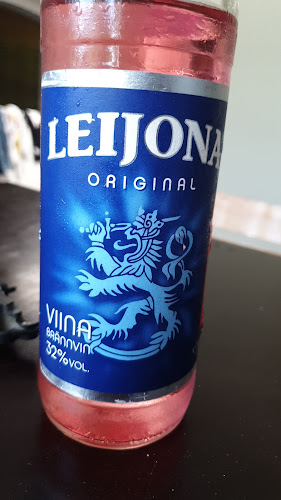 LEIJONA
ORIGINAL
VIINA
BRÄNNVIN
32%VOL.